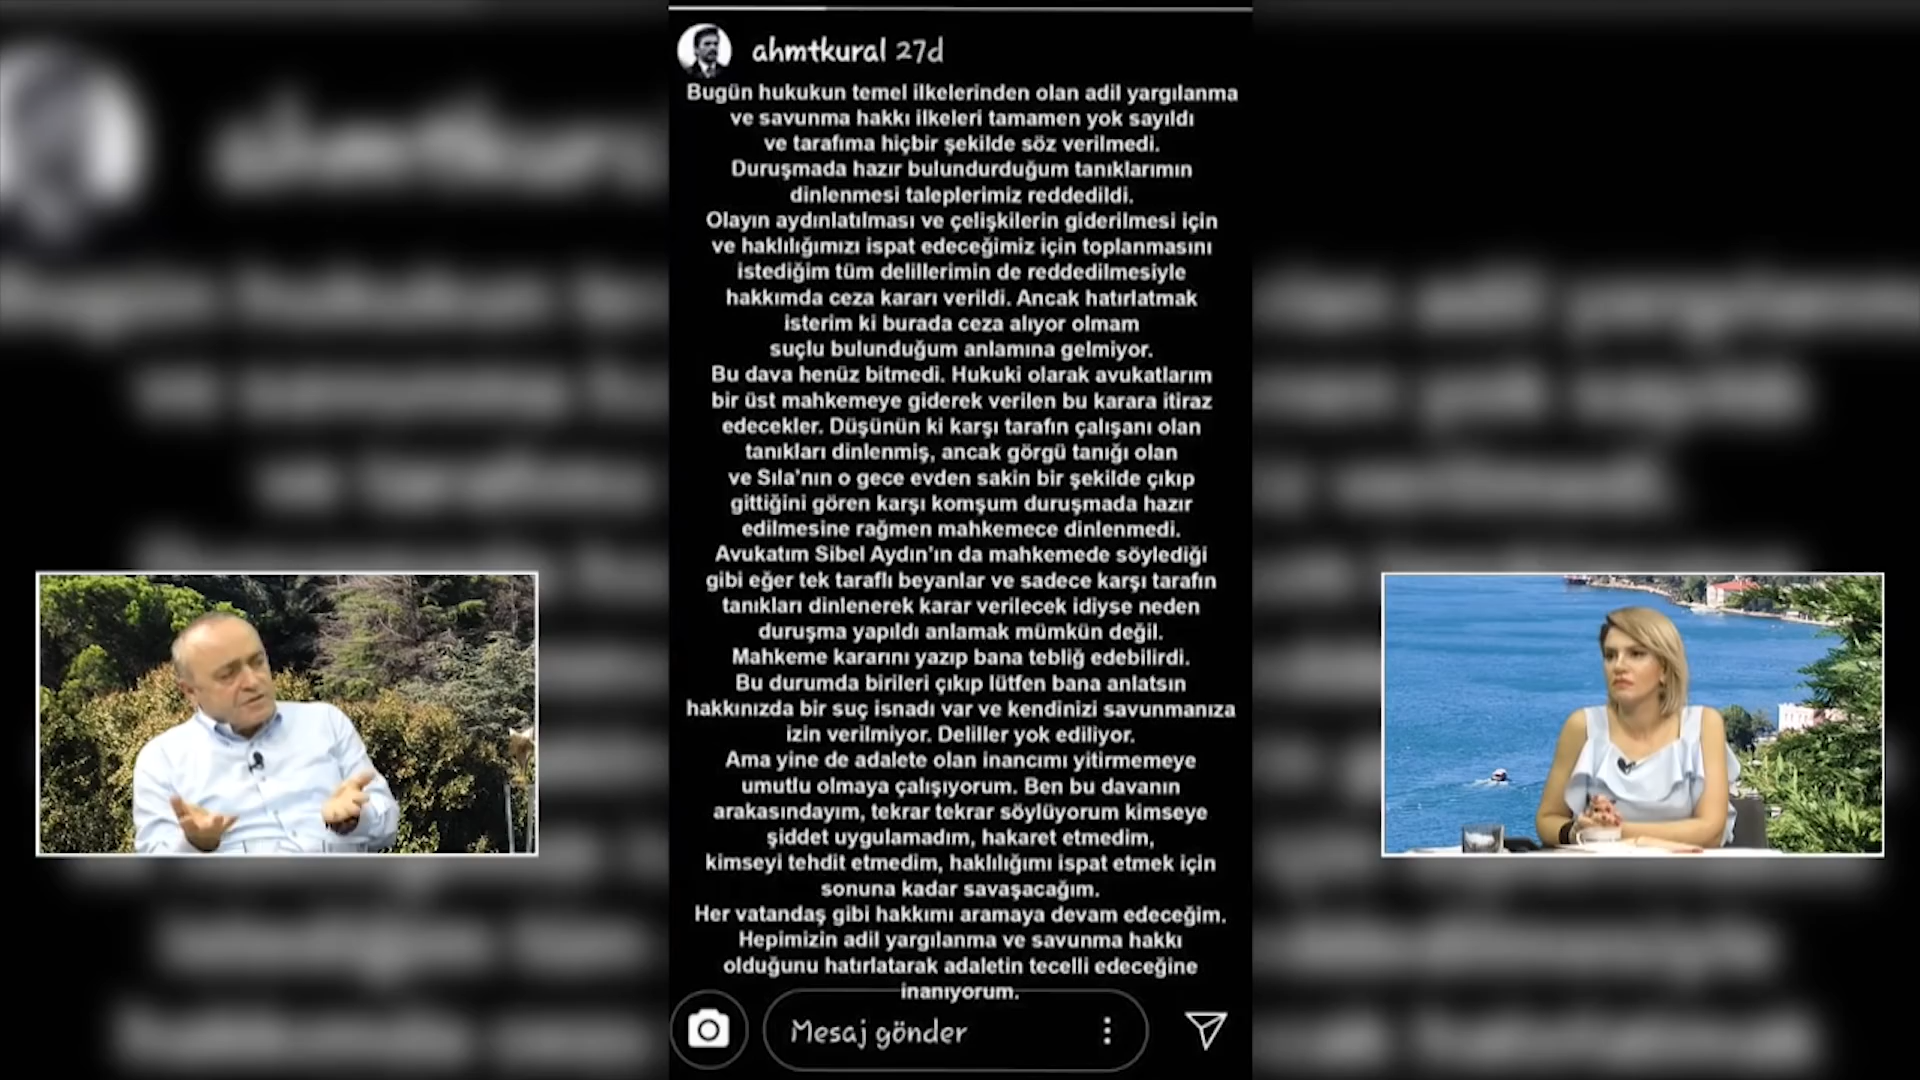 ahmtkural 27d
Bugün hukukun temel ilkelerinden olan adil yargılanma
ve savunma hakkı ilkeleri tamamen yok sayıldı
ve tarafıma hiçbir şekilde söz verilmedi.
Duruşmada hazır bulundurduğum tanıklarımın
dinlenmesi taleplerimiz reddedildi.
Olayın aydınlatılması ve çelişkilerin giderilmesi için
ve haklılığımızı ispat edeceğimiz için toplanmasını
istediğim tüm delillerimin de reddedilmesiyle
hakkımda ceza kararı verildi. Ancak hatırlatmak
isterim ki burada ceza alıyor olmam
suçlu bulunduğum anlamına gelmiyor.
Bu dava henüz bitmedi. Hukuki olarak avukatlarım
bir üst mahkemeye giderek verilen bu karara itiraz
edecekler. Düşünün ki karşı tarafın çalışanı olan
tanıkları dinlenmiş, ancak görgü tanığı olan
ve Sıla'nın o gece evden sakin bir şekilde çıkıp
gittiğini gören karşı komşum duruşmada hazır
edilmesine rağmen mahkemece dinlenmedi.
Avukatım Sibel Aydın'ın da mahkemede söylediği
gibi eğer tek taraflı beyanlar ve sadece karşı tarafın
tanıkları dinlenerek karar verilecek idiyse neden
duruşma yapıldı anlamak mümkün değil.
Mahkeme kararını yazıp bana tebliğ edebilirdi.
Bu durumda birileri çıkıp lütfen bana anlatsın
hakkınızda bir suç isnadı var ve kendinizi savunmanıza
izin verilmiyor. Deliller yok ediliyor.
Ama yine de adalete olan inancımı yitirmemeye
umutlu olmaya çalışıyorum. Ben bu davanın
arakasındayım, tekrar tekrar söylüyorum kimseye
şiddet uygulamadım, hakaret etmedim,
kimseyi tehdit etmedim, haklılığımı ispat etmek için
sonuna kadar savaşacağım.
Her vatandaş gibi hakkımı aramaya devam edeceğim.
Hepimizin adil yargılanma ve savunma hakkı
olduğunu hatırlatarak adaletin tecelli edeceğine
inanıyorum.
Mesaj gönder